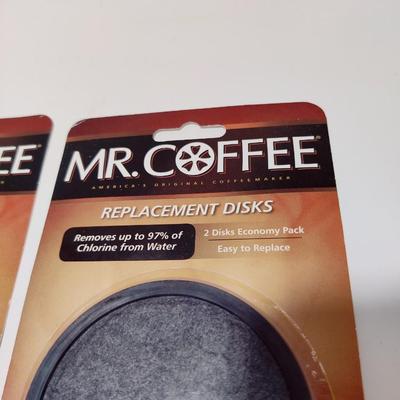 EE
MR. COFFEE®
AMERICA'S ORIGINAL COFFEEMAKER
REPLACEMENT DISKS
Removes up to 97% of
Chlorine from Water
2 Disks Economy Pack
Easy to Replace